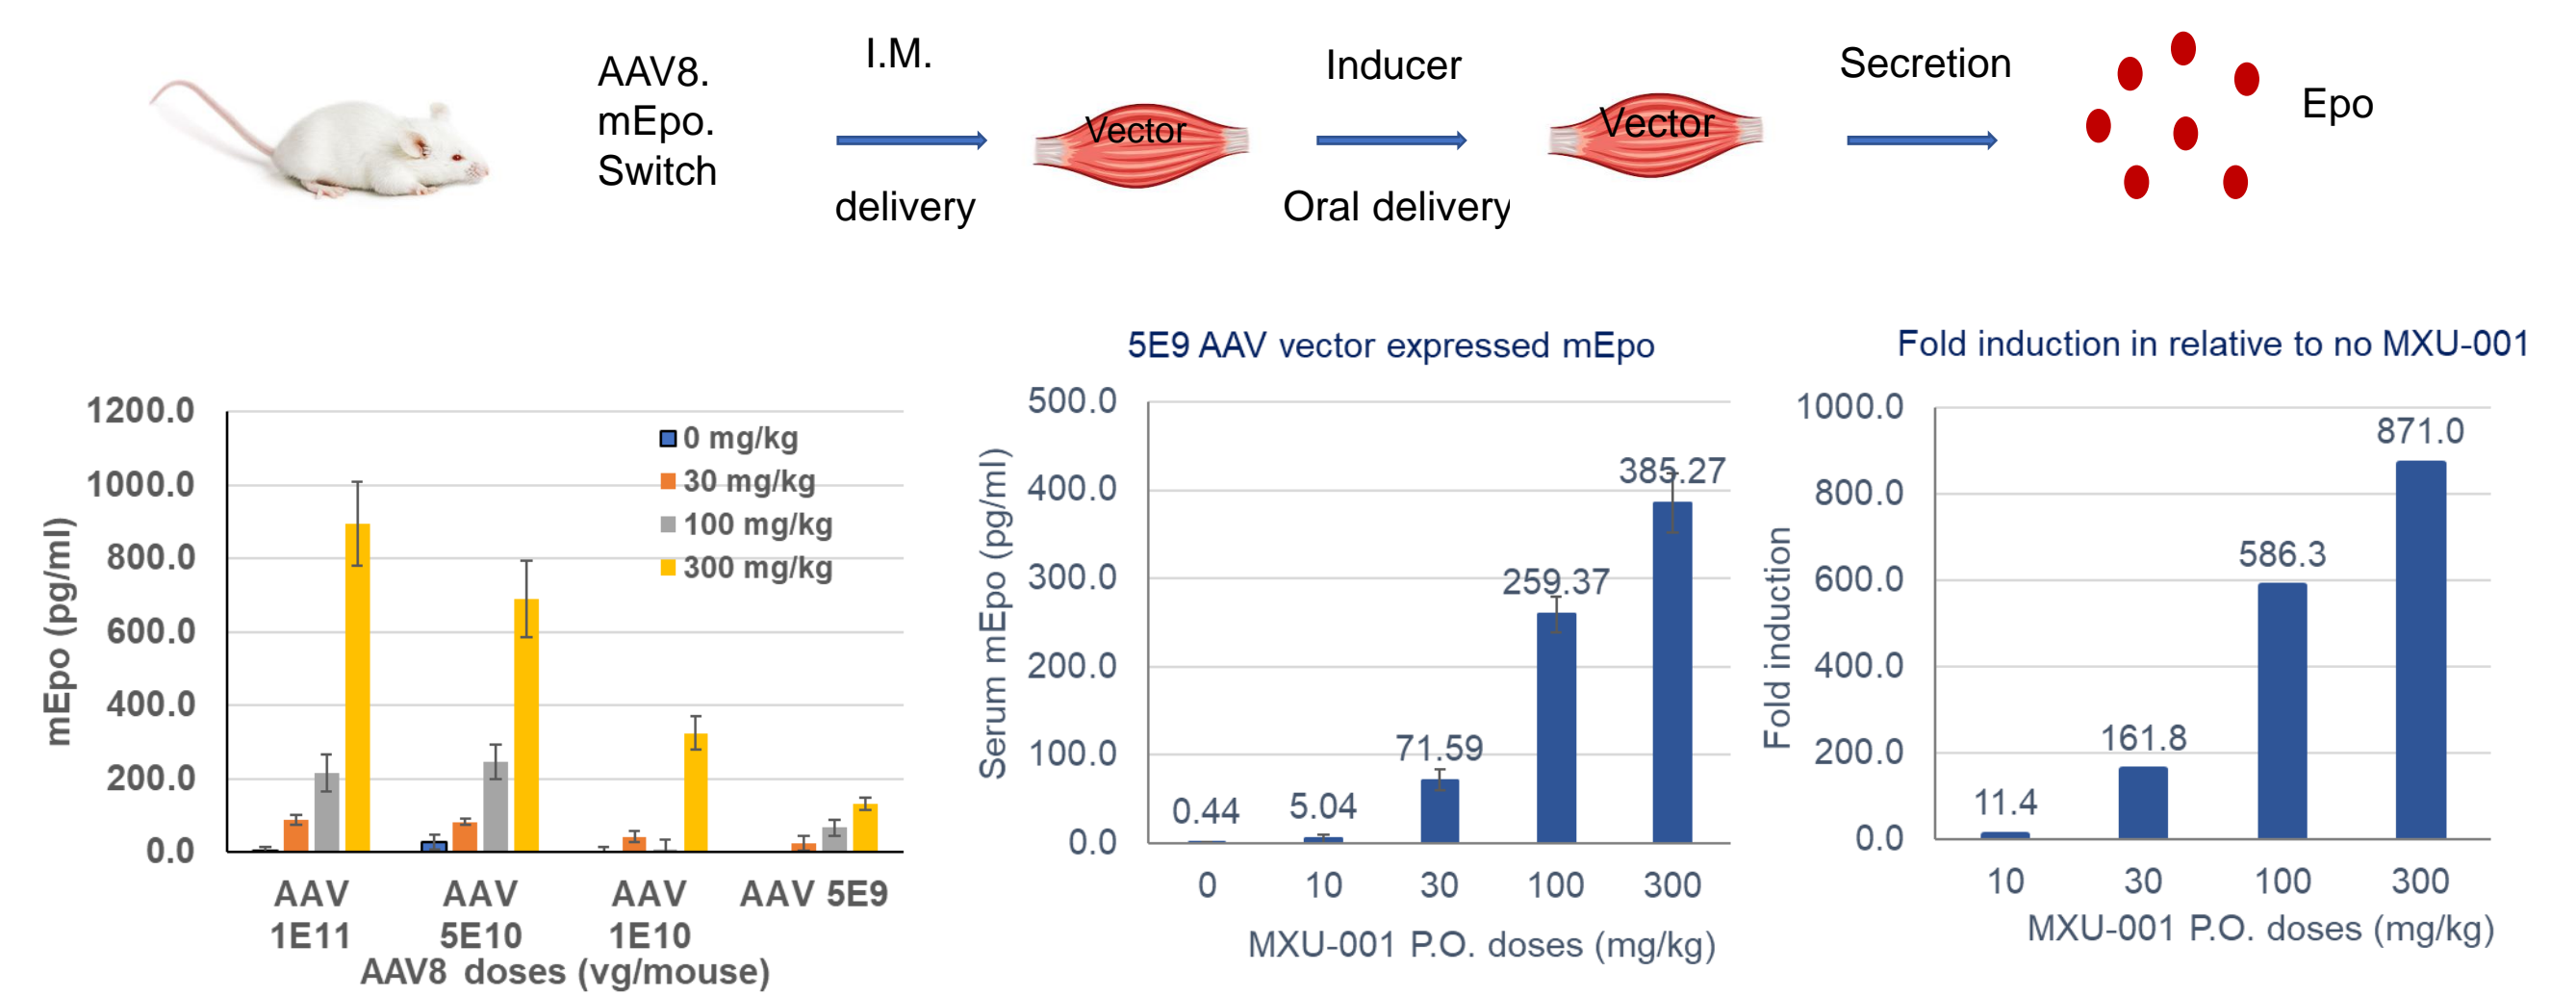 AAV8.
mEpo.
Switch
I.M.
delivery
Vector
Inducer
Oral delivery
Vector
Secretion
Epo
1200.0
1000.0
800.0
600.0
400.0
200.0
0.0
mEpo (pg/ml)
0 mg/kg
30 mg/kg
100 mg/kg
300 mg/kg
AAV
1E11
AAV
5E10
AAV
1E10
AAV 5E9
AAV8 doses (vg/mouse)
5E9 AAV vector expressed mEpo
500.0
400.0
300.0
200.0
100.0
0.0
Serum mEpo (pg/ml)
0.44
5.04
71.59
259.37
385.27
0 10 30 100 300
MXU-001 P.O. doses (mg/kg)
Fold induction in relative to no MXU-001
1000.0
800.0
600.0
400.0
200.0
0.0
Fold induction
11.4
161.8
586.3
871.0
10 30 100 300
MXU-001 P.O. doses (mg/kg)